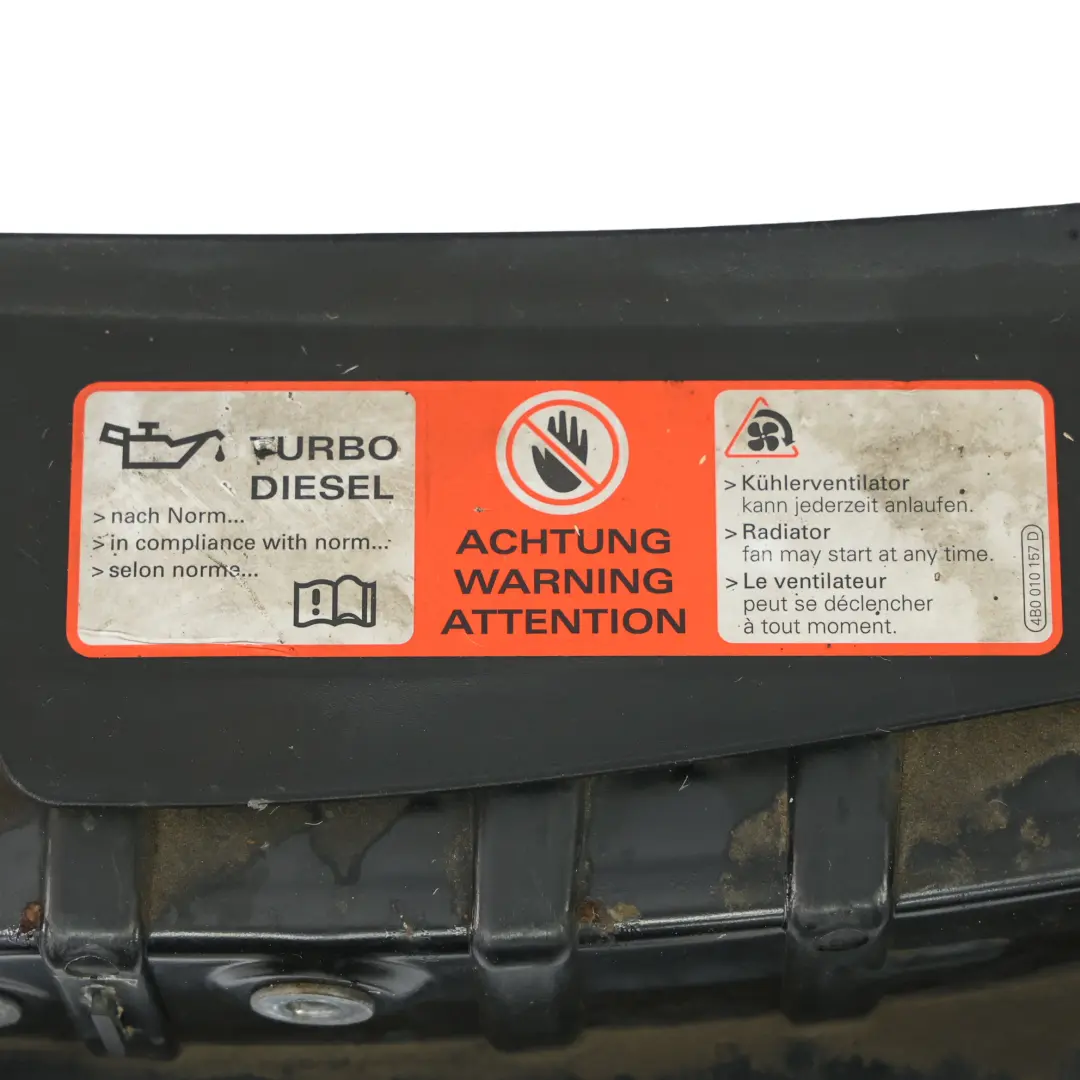 TURBO
DIESEL
> nach Norm...
> in compliance with norm...
> selon norme...
ACHTUNG
WARNING
ATTENTION
> Kühlerventilator
kann jederzeit anlaufen.
> Radiator
fan may start at any time.
> Le ventilateur
peut se déclencher
à tout moment.
4B0 010 157 D